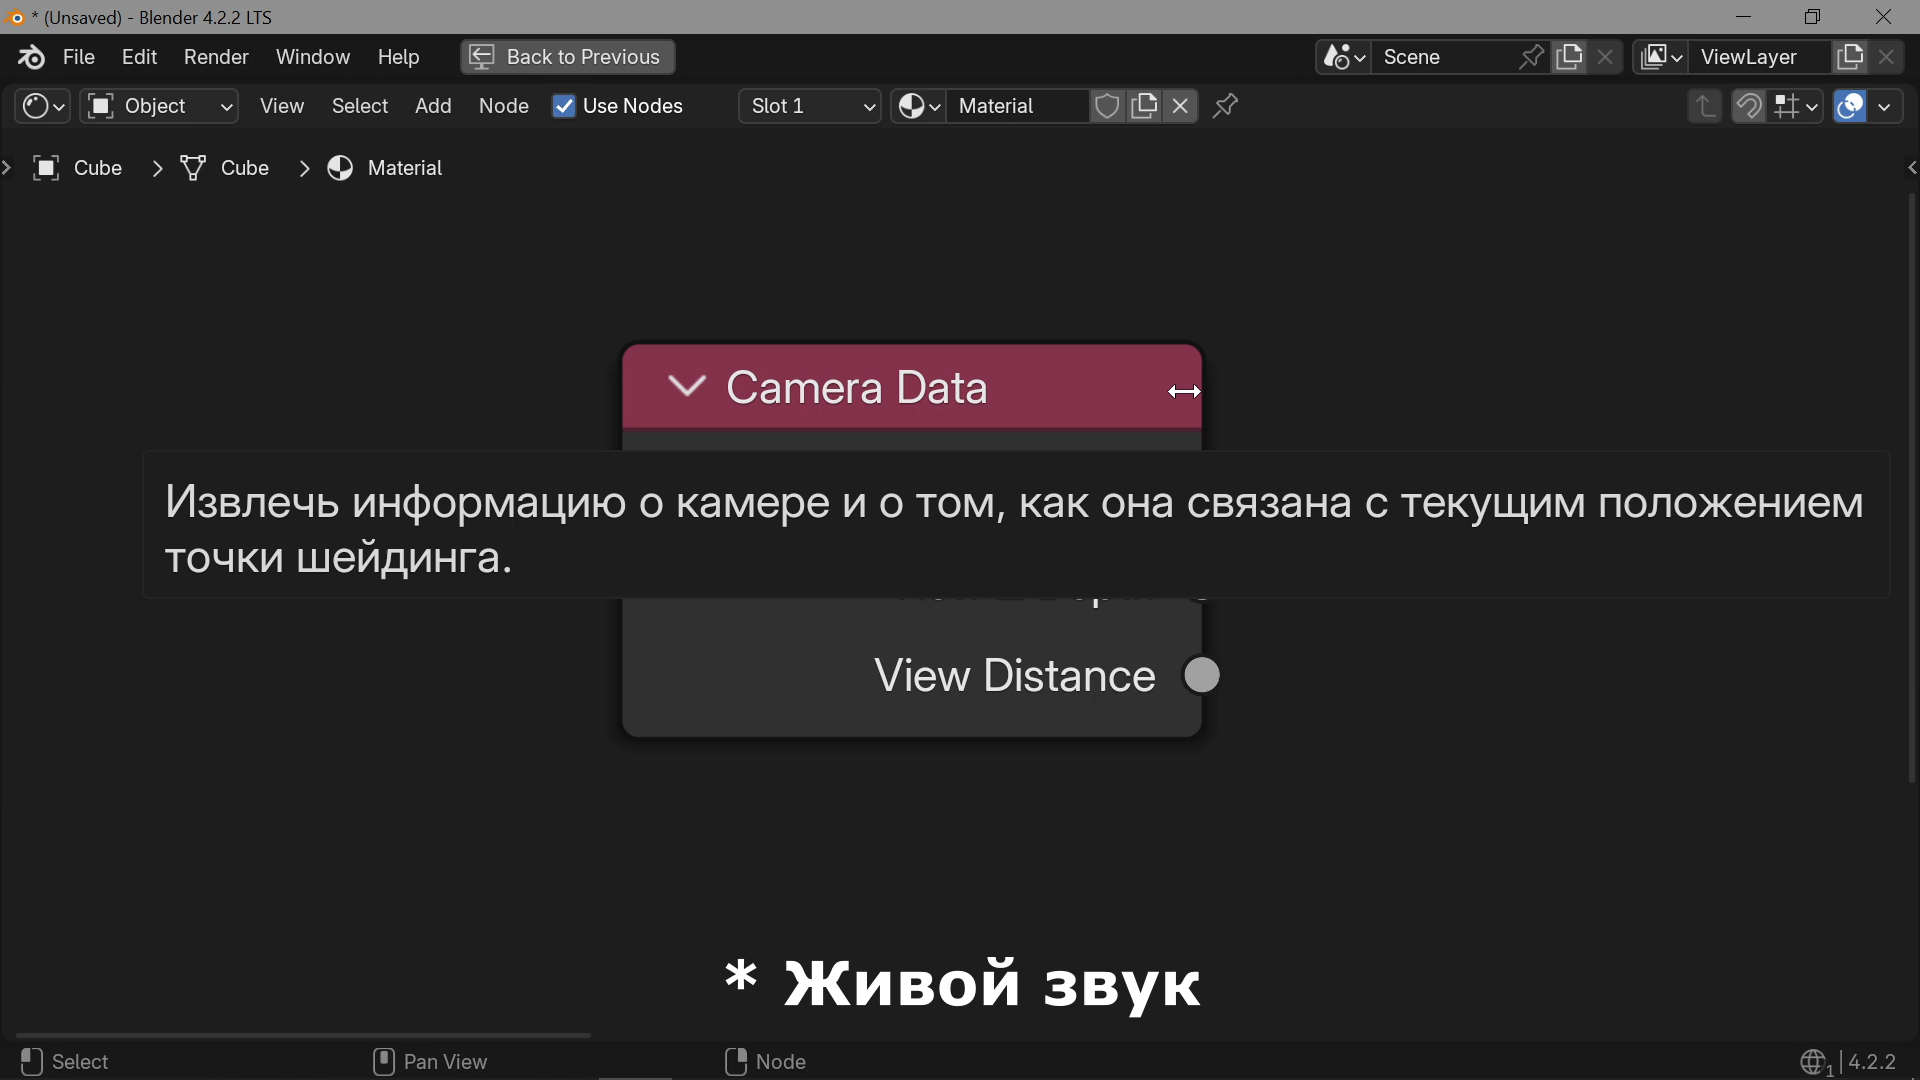 * (Unsaved) - Blender 4.2.2 LTS
File Edit Render Window Help Back to Previous Scene ViewLayer
Object View Select Add Node Use Nodes Slot 1 Material
Cube Cube Material
Camera Data
Извлечь информацию о камере и о том, как она связана с текущим положением
точки шейдинга.
View Distance
* Живой звук
Select Pan View Node 1 4.2.2